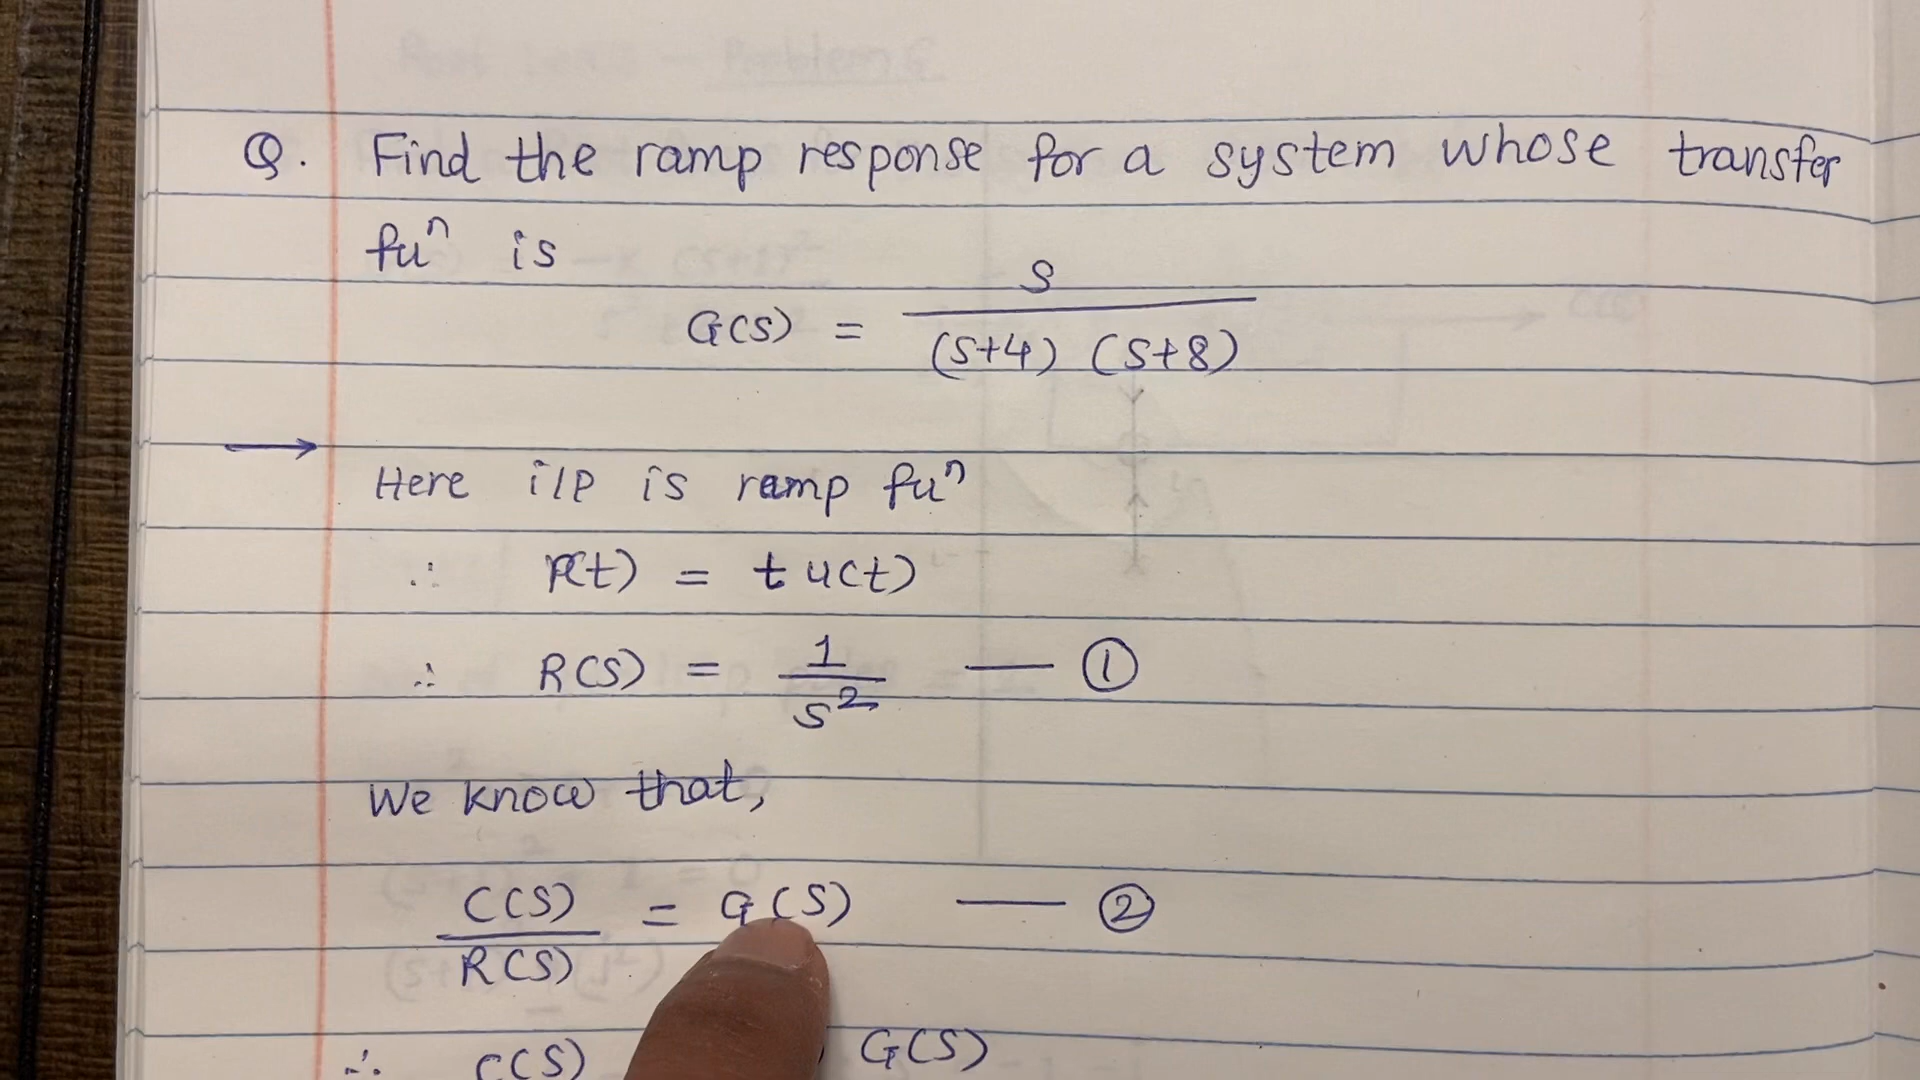 Q. Find the ramp response for a system whose transfer
fuⁿ is
G(S) = S / (S+4) (S+8)
→
Here i/p is ramp fuⁿ
∴ r(t) = t u(t)
∴ R(S) = 1 / S² — ①
We know that,
C(S) / R(S) = G(S) — ②
∴ C(S) G(S)